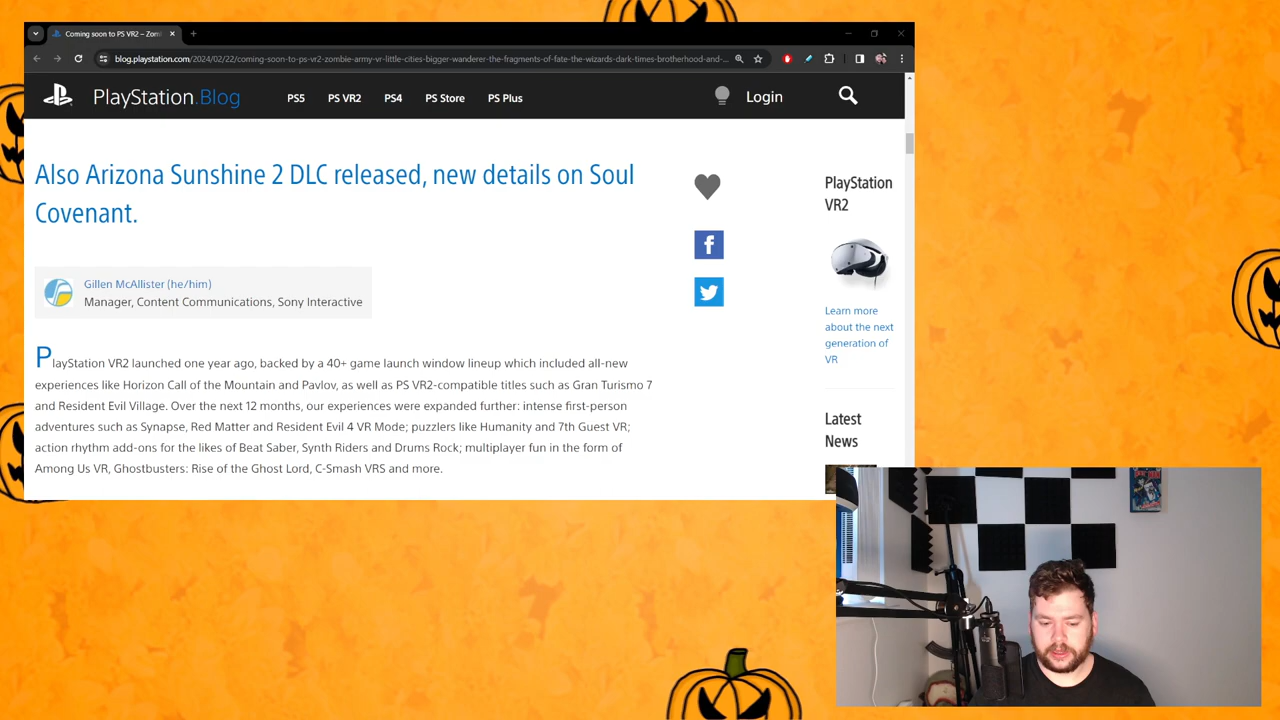 Coming soon to PS VR2 – Zom
blog.playstation.com/2024/02/22/coming-soon-to-ps-vr2-zombie-army-vr-little-cities-bigger-wanderer-the-fragments-of-fate-the-wizards-dark-times-brotherhood-and-...
PlayStation.Blog PS5 PS VR2 PS4 PS Store PS Plus Login
Also Arizona Sunshine 2 DLC released, new details on Soul
Covenant.
Gillen McAllister (he/him)
Manager, Content Communications, Sony Interactive
PlayStation VR2 launched one year ago, backed by a 40+ game launch window lineup which included all-new
experiences like Horizon Call of the Mountain and Pavlov, as well as PS VR2-compatible titles such as Gran Turismo 7
and Resident Evil Village. Over the next 12 months, our experiences were expanded further: intense first-person
adventures such as Synapse, Red Matter and Resident Evil 4 VR Mode; puzzlers like Humanity and 7th Guest VR;
action rhythm add-ons for the likes of Beat Saber, Synth Riders and Drums Rock; multiplayer fun in the form of
Among Us VR, Ghostbusters: Rise of the Ghost Lord, C-Smash VRS and more.
PlayStation
VR2
Learn more
about the next
generation of
VR
Latest
News